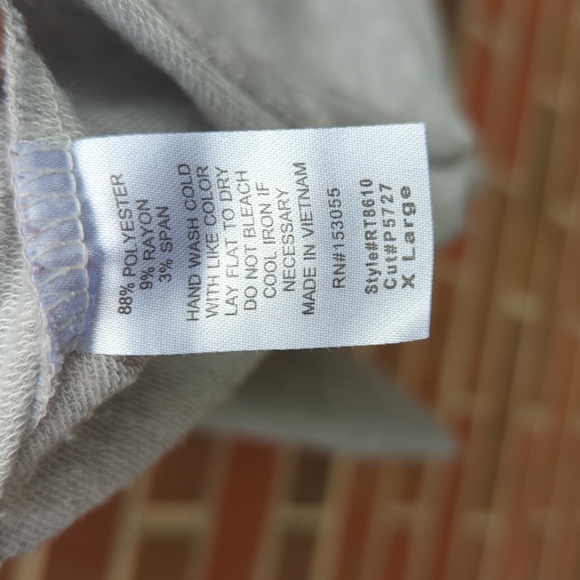 88% POLYESTER
9% RAYON
3% SPAN
HAND WASH COLD
WITH LIKE COLOR
LAY FLAT TO DRY
DO NOT BLEACH
COOL IRON IF
NECESSARY
MADE IN VIETNAM
RN#153055
Style#RT8610
Cut#P5727
X Large